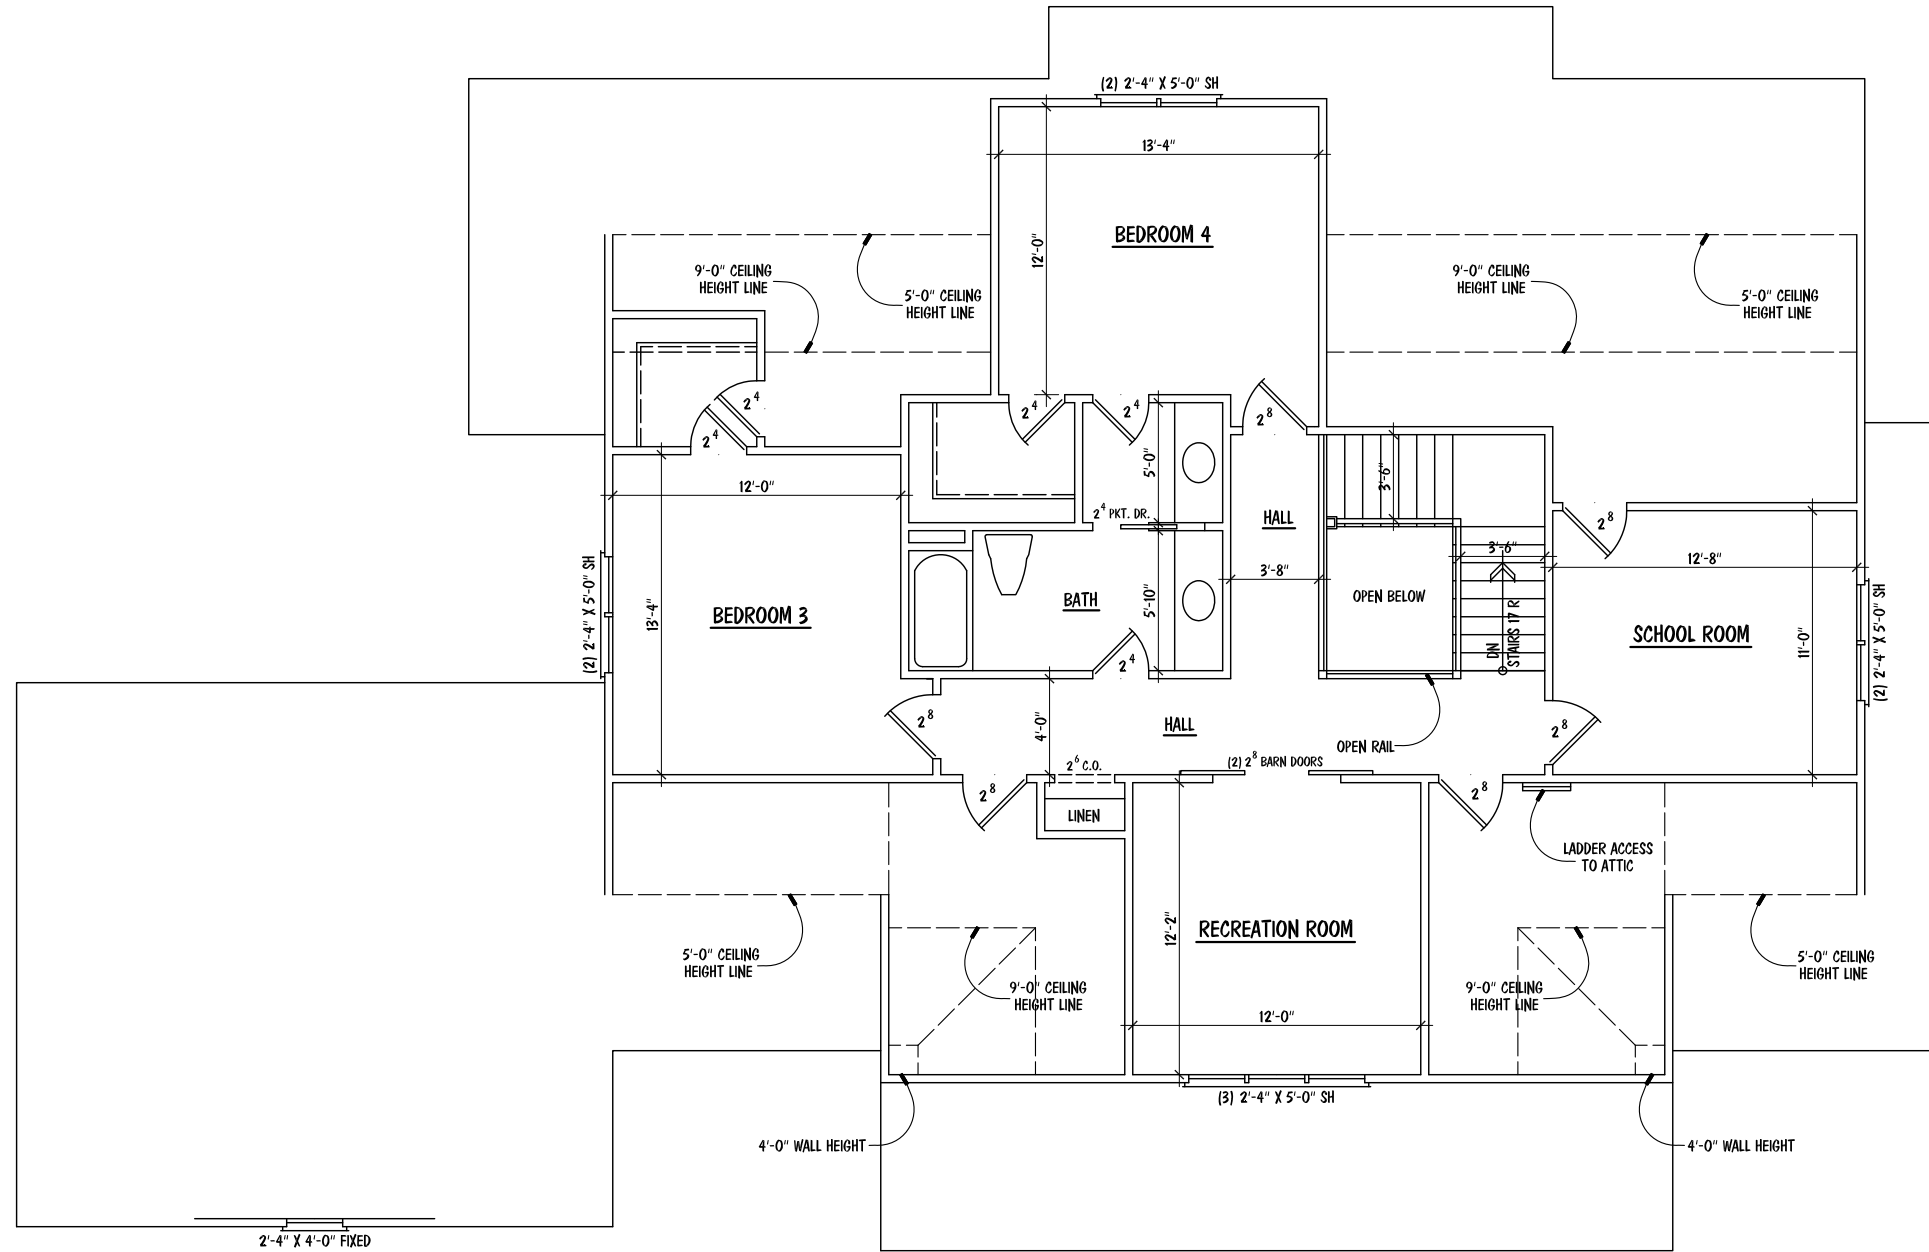 (2) 2'-4" X 5'-0" SH
13'-4"
BEDROOM 4
12'-0"
9'-0" CEILING
HEIGHT LINE
5'-0" CEILING
HEIGHT LINE
9'-0" CEILING
HEIGHT LINE
5'-0" CEILING
HEIGHT LINE
2⁴
2⁴
2⁴
2⁴
2⁸
5'-0"
3'-6"
12'-0"
2⁴ PKT. DR.
HALL
2⁸
3'-6"
12'-8"
3'-8"
(2) 2'-4" X 5'-0" SH
13'-4"
BEDROOM 3
BATH
5'-10"
OPEN BELOW
DN
STAIRS 17 R
SCHOOL ROOM
11'-0"
(2) 2'-4" X 5'-0" SH
2⁴
2⁸
4'-0"
HALL
OPEN RAIL
2⁸
2⁶ C.O.
(2) 2⁸ BARN DOORS
2⁸
2⁸
LINEN
LADDER ACCESS
TO ATTIC
12'-2"
RECREATION ROOM
5'-0" CEILING
HEIGHT LINE
9'-0" CEILING
HEIGHT LINE
9'-0" CEILING
HEIGHT LINE
5'-0" CEILING
HEIGHT LINE
12'-0"
(3) 2'-4" X 5'-0" SH
4'-0" WALL HEIGHT
4'-0" WALL HEIGHT
2'-4" X 4'-0" FIXED